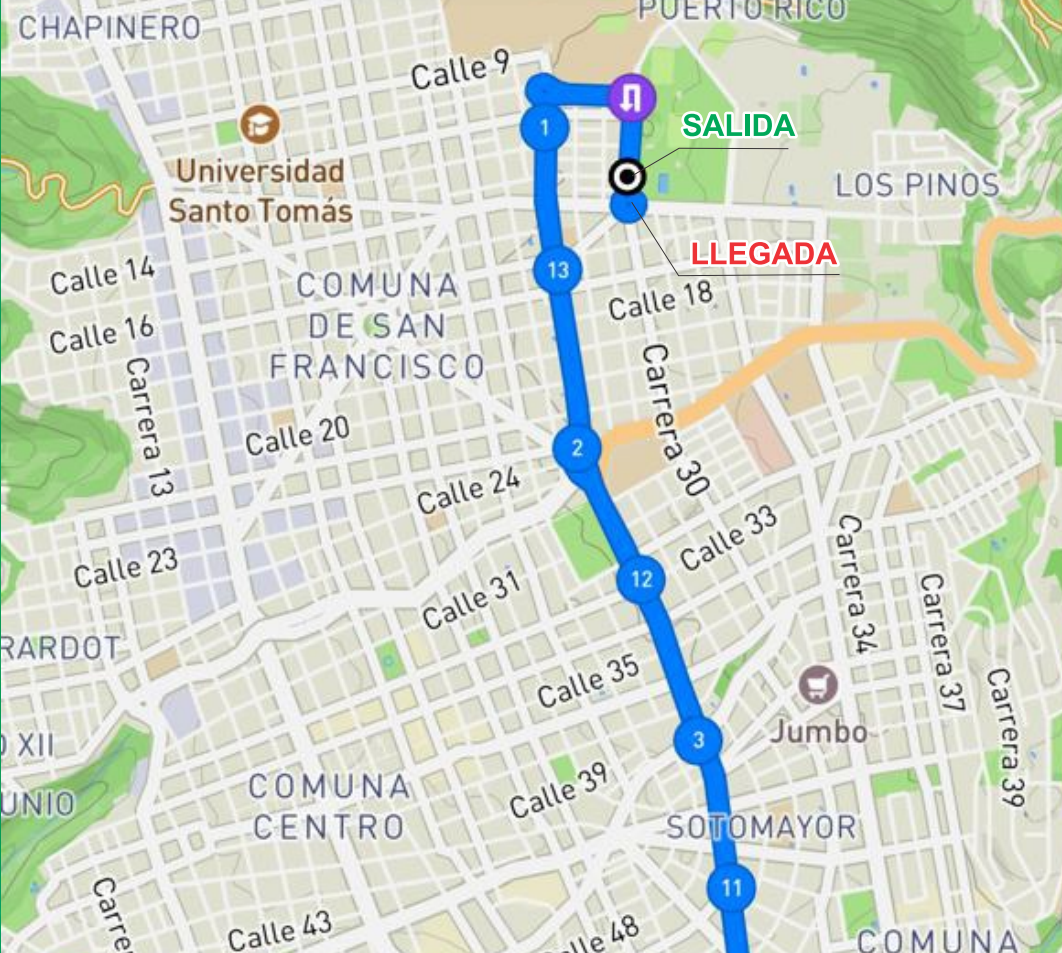 PUERTO RICO
CHAPINERO
Calle 9
1
SALIDA
Universidad
Santo Tomás
LOS PINOS
LLEGADA
Calle 14
13
COMUNA
DE SAN
FRANCISCO
Calle 18
Calle 16
Carrera 13
Carrera 30
Calle 20
2
Calle 24
Calle 33
Calle 23
12
Calle 31
Carrera 34
Carrera 37
RARDOT
Calle 35
Carrera 39
Jumbo
3
XII
UNIO
COMUNA
CENTRO
Calle 39
SOTOMAYOR
11
Carre
Calle 43
alle 48
COMUNA